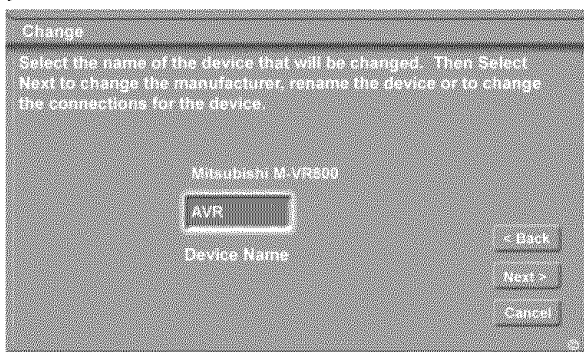 Change
Select the name of the device that will be changed. Then Select
Next to change the manufacturer, rename the device or to change
the connections for the device.
Mitsubishi M-VR800
AVR
Device Name
< Back
Next >
Cancel